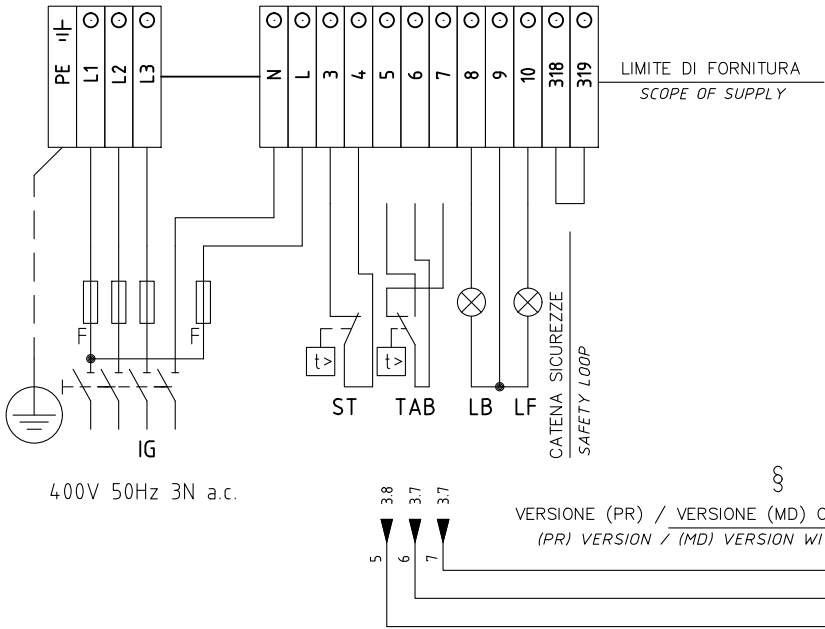 PE L1 L2 L3 N L 3 4 5 6 7 8 9 10 318 319
LIMITE DI FORNITURA
SCOPE OF SUPPLY
F F
t> t>
ST TAB LB LF
CATENA SICUREZZE
SAFETY LOOP
IG
400V 50Hz 3N a.c.
3.8 3.7 3.7
5 6 7
§
VERSIONE (PR) / VERSIONE (MD) C
(PR) VERSION / (MD) VERSION WI